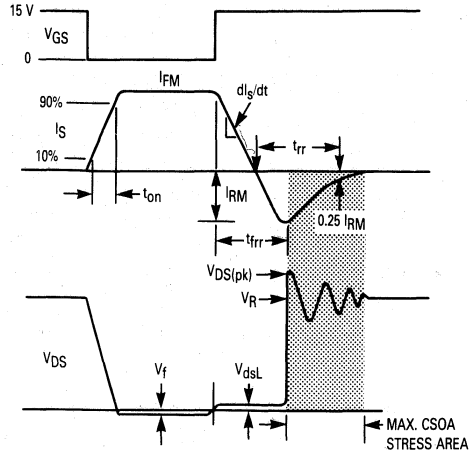 15 V
VGS
0
IFM
dIs/dt
90%
IS
10%
trr
ton
IRM
0.25 IRM
tfrr
VDS(pk)
VR
VDS
Vf
VdsL
MAX. CSOA
STRESS AREA